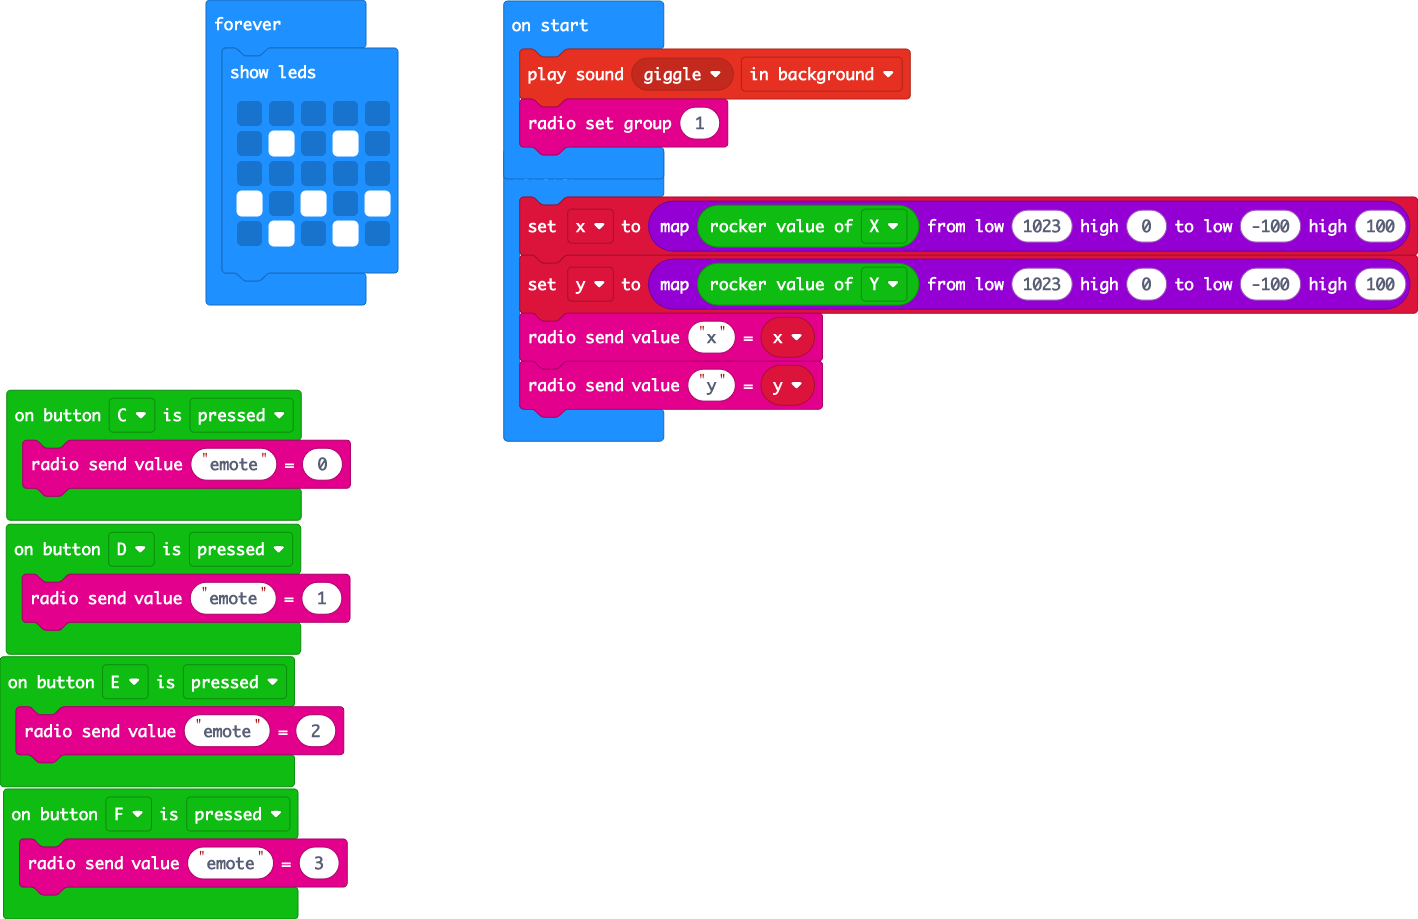 forever
show leds
on start
play sound giggle in background
radio set group 1
set x to map rocker value of X from low 1023 high 0 to low -100 high 100
set y to map rocker value of Y from low 1023 high 0 to low -100 high 100
radio send value "x" = x
radio send value "y" = y
on button C is pressed
radio send value "emote" = 0
on button D is pressed
radio send value "emote" = 1
on button E is pressed
radio send value "emote" = 2
on button F is pressed
radio send value "emote" = 3